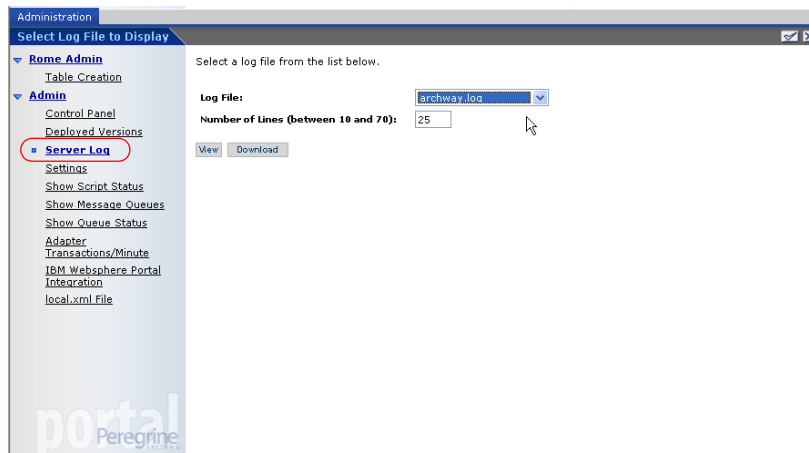 Administration
Select Log File to Display
Rome Admin
Table Creation
Admin
Control Panel
Deployed Versions
Server Log
Settings
Show Script Status
Show Message Queues
Show Queue Status
Adapter
Transactions/Minute
IBM Websphere Portal
Integration
local.xml File
portal
Peregrine
SYSTEMS
Select a log file from the list below.
Log File: archway.log
Number of Lines (between 10 and 70): 25
View Download